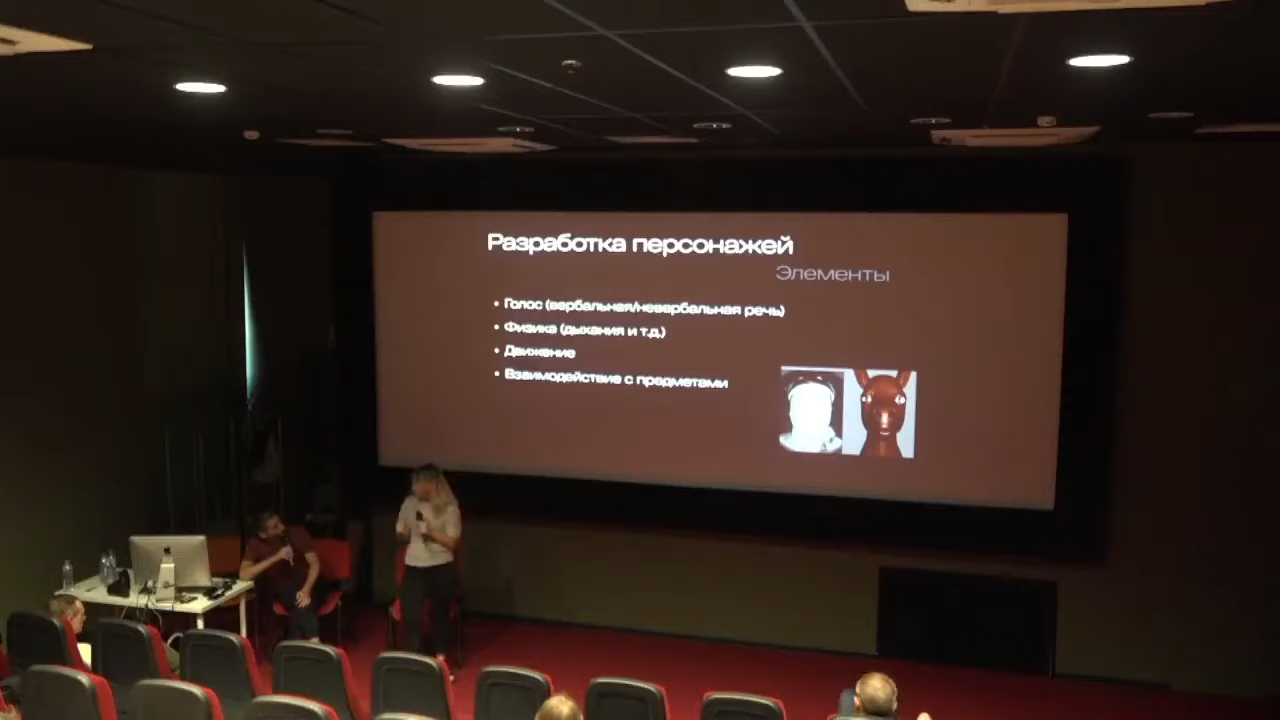 Разработка персонажей
Элементы
• Голос (вербальная/невербальная речь)
• Физика (дыхания и т.д.)
• Движение
• Взаимодействие с предметами